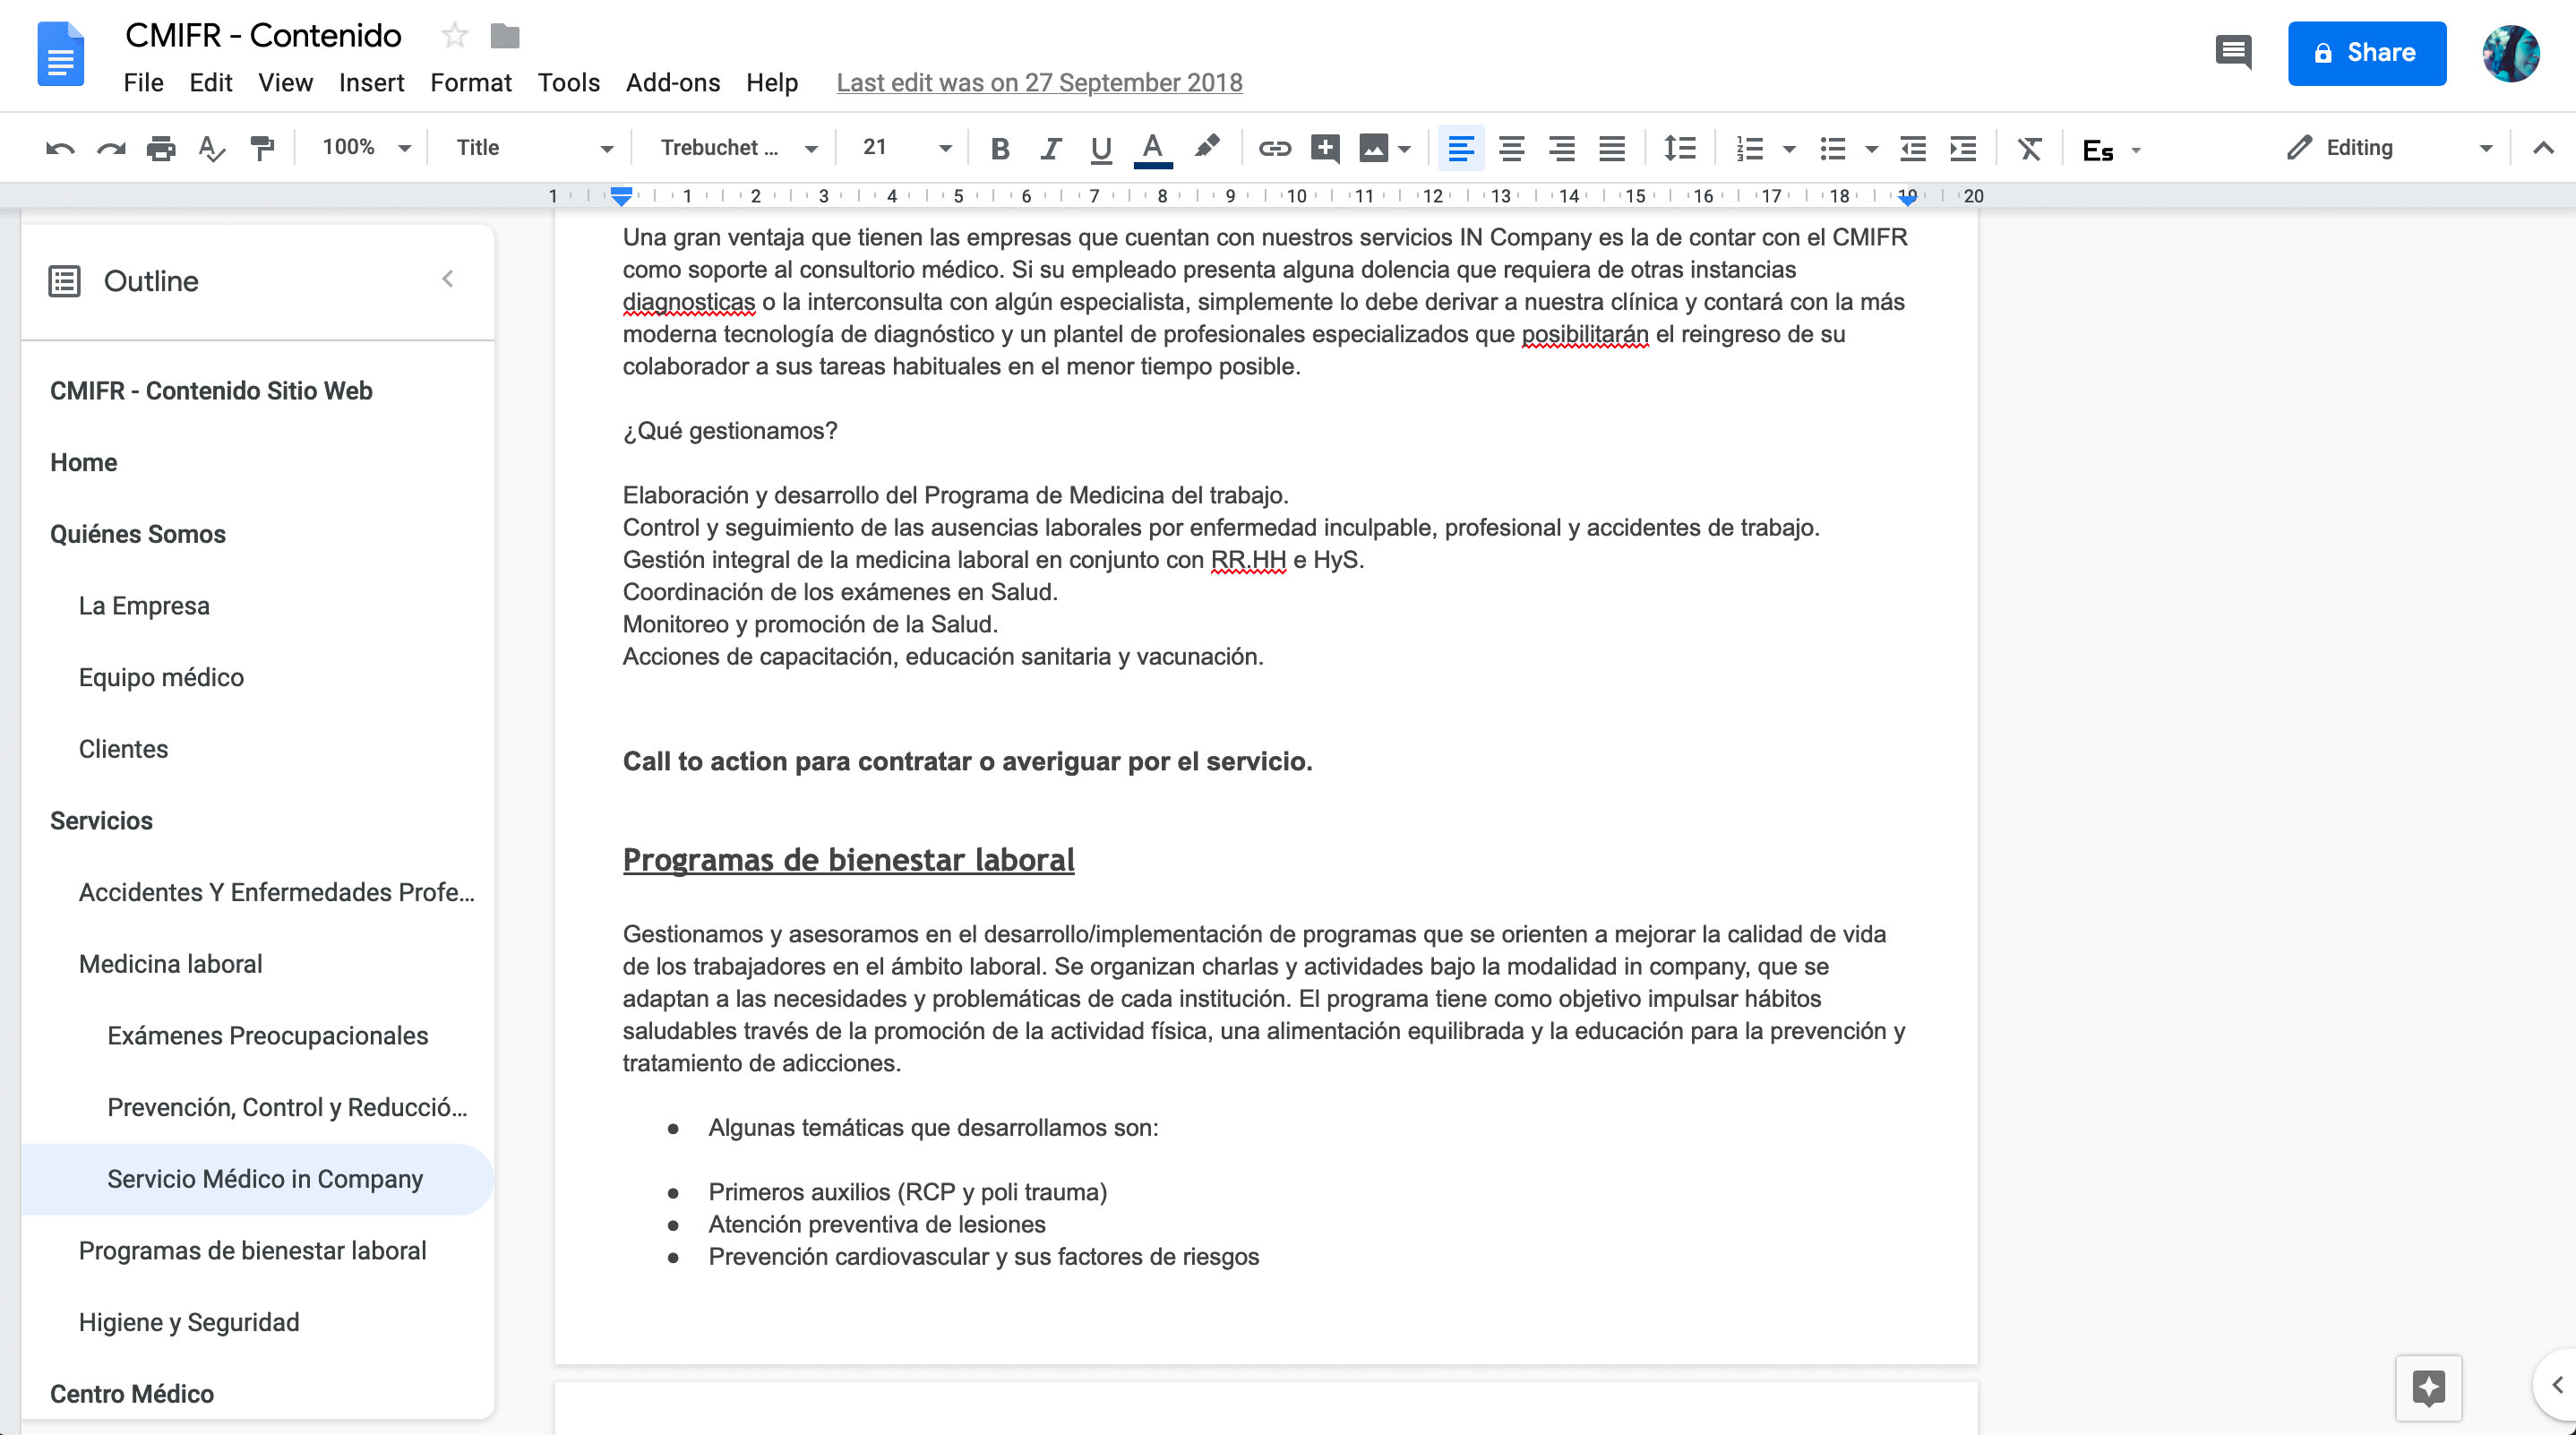 CMIFR - Contenido
File Edit View Insert Format Tools Add-ons Help Last edit was on 27 September 2018
Share
100% Title Trebuchet ... 21 B I U A Es Editing
1 1 2 3 4 5 6 7 8 9 10 11 12 13 14 15 16 17 18 19 20
Outline
CMIFR - Contenido Sitio Web
Home
Quiénes Somos
La Empresa
Equipo médico
Clientes
Servicios
Accidentes Y Enfermedades Profe...
Medicina laboral
Exámenes Preocupacionales
Prevención, Control y Reducció...
Servicio Médico in Company
Programas de bienestar laboral
Higiene y Seguridad
Centro Médico
Una gran ventaja que tienen las empresas que cuentan con nuestros servicios IN Company es la de contar con el CMIFR
como soporte al consultorio médico. Si su empleado presenta alguna dolencia que requiera de otras instancias
diagnosticas o la interconsulta con algún especialista, simplemente lo debe derivar a nuestra clínica y contará con la más
moderna tecnología de diagnóstico y un plantel de profesionales especializados que posibilitarán el reingreso de su
colaborador a sus tareas habituales en el menor tiempo posible.
¿Qué gestionamos?
Elaboración y desarrollo del Programa de Medicina del trabajo.
Control y seguimiento de las ausencias laborales por enfermedad inculpable, profesional y accidentes de trabajo.
Gestión integral de la medicina laboral en conjunto con RR.HH e HyS.
Coordinación de los exámenes en Salud.
Monitoreo y promoción de la Salud.
Acciones de capacitación, educación sanitaria y vacunación.
Call to action para contratar o averiguar por el servicio.
Programas de bienestar laboral
Gestionamos y asesoramos en el desarrollo/implementación de programas que se orienten a mejorar la calidad de vida
de los trabajadores en el ámbito laboral. Se organizan charlas y actividades bajo la modalidad in company, que se
adaptan a las necesidades y problemáticas de cada institución. El programa tiene como objetivo impulsar hábitos
saludables través de la promoción de la actividad física, una alimentación equilibrada y la educación para la prevención y
tratamiento de adicciones.
● Algunas temáticas que desarrollamos son:
● Primeros auxilios (RCP y poli trauma)
● Atención preventiva de lesiones
● Prevención cardiovascular y sus factores de riesgos